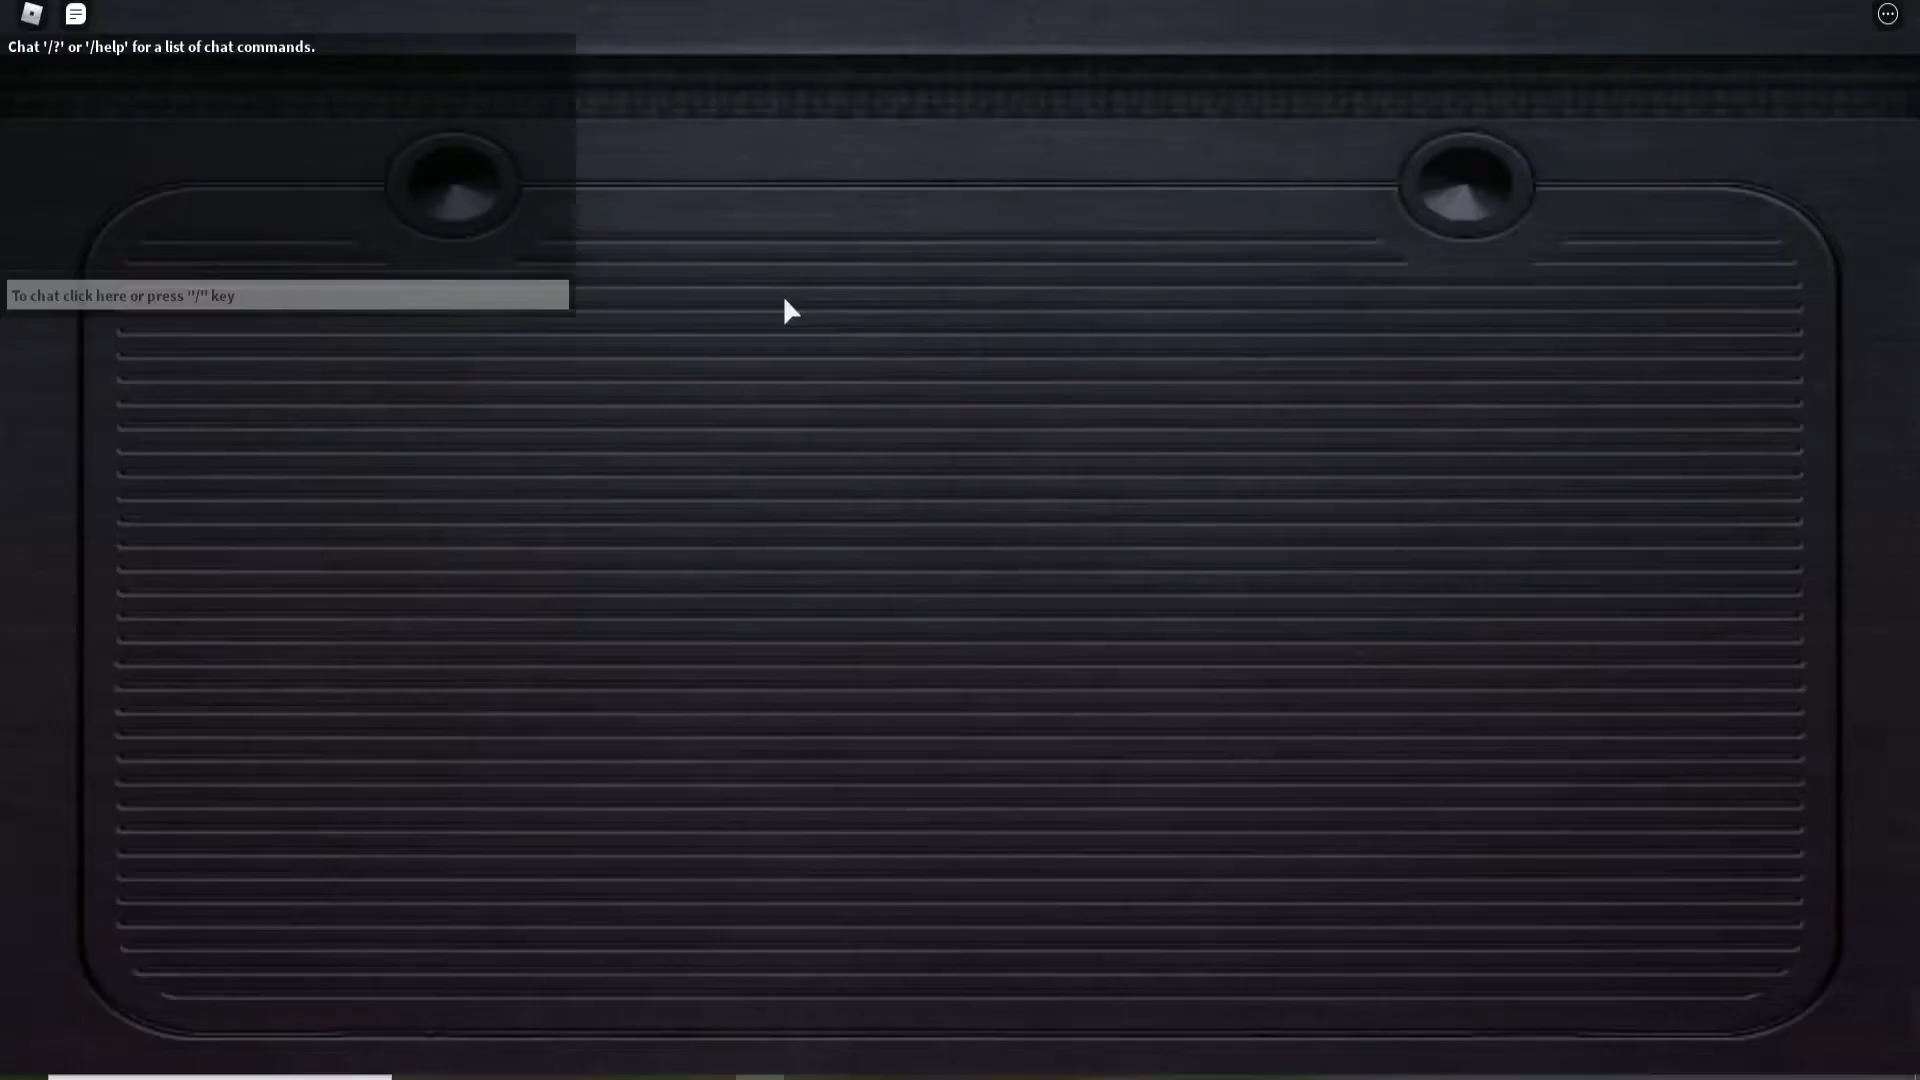 Chat '/?' or '/help' for a list of chat commands.
To chat click here or press "/" key